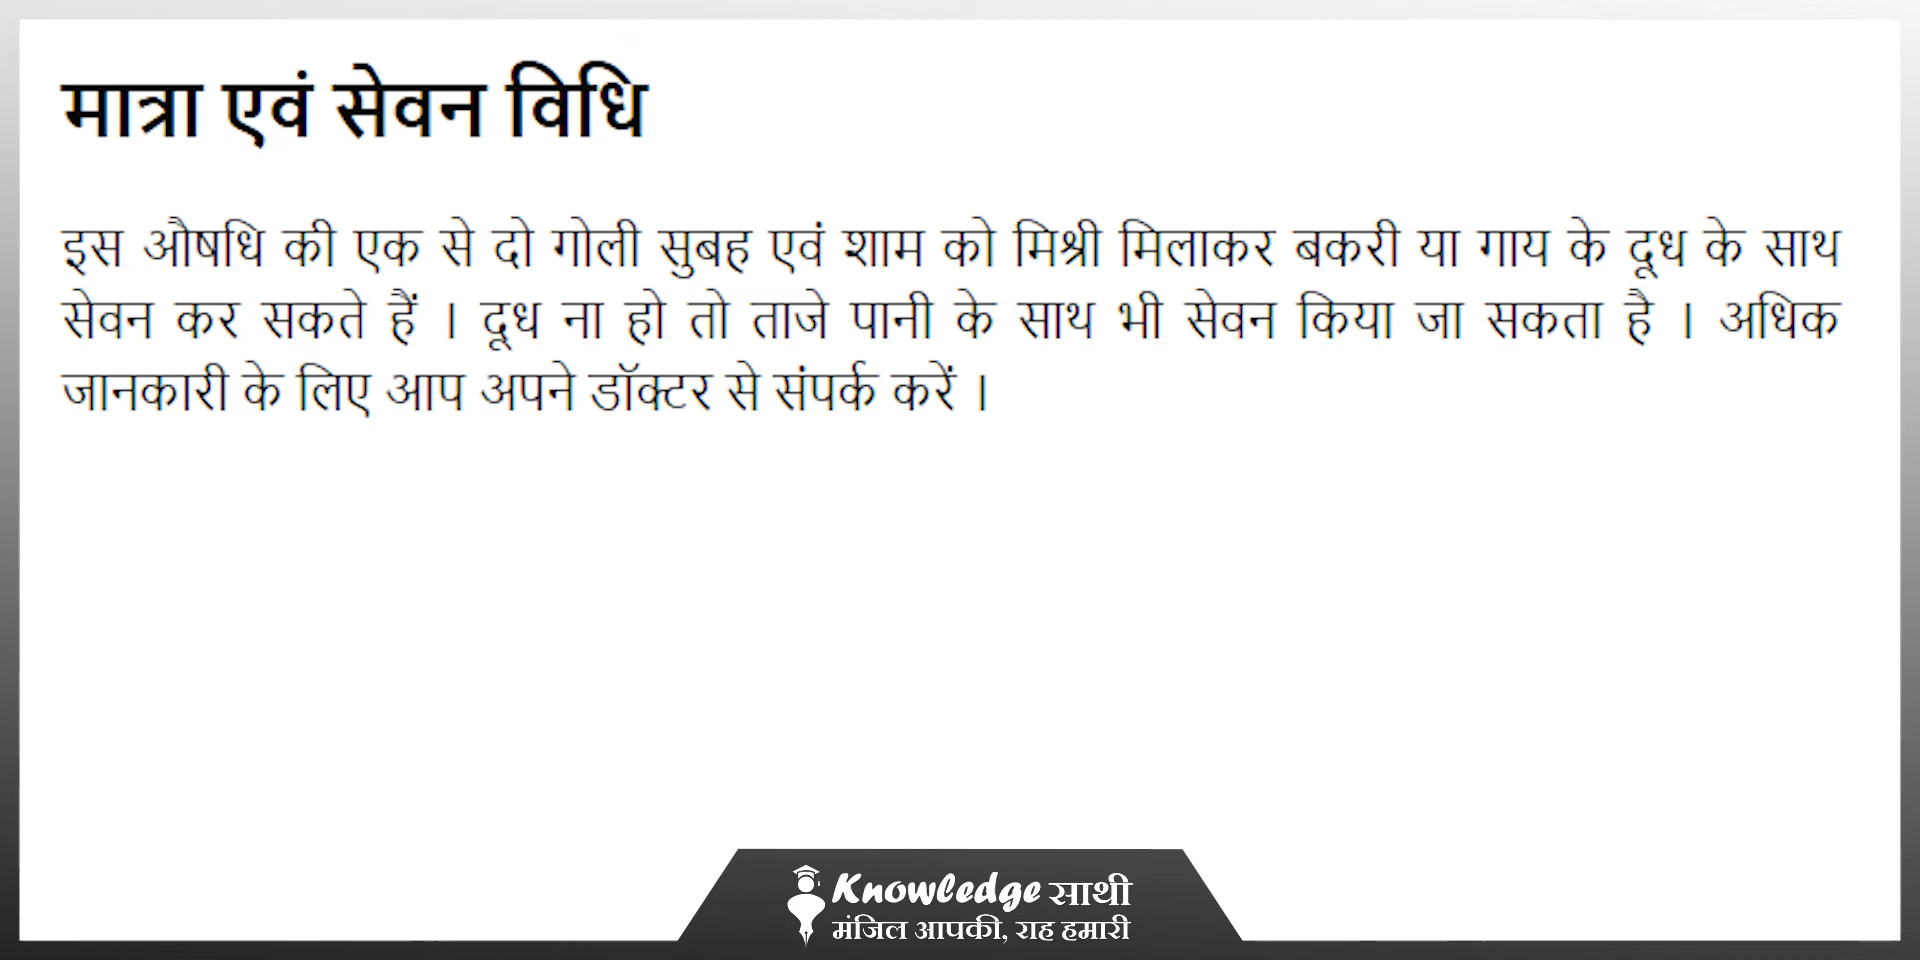 मात्रा एवं सेवन विधि
इस औषधि की एक से दो गोली सुबह एवं शाम को मिश्री मिलाकर बकरी या गाय के दूध के साथ
सेवन कर सकते हैं । दूध ना हो तो ताजे पानी के साथ भी सेवन किया जा सकता है । अधिक
जानकारी के लिए आप अपने डॉक्टर से संपर्क करें ।
Knowledge साथी
मंजिल आपकी, राह हमारी